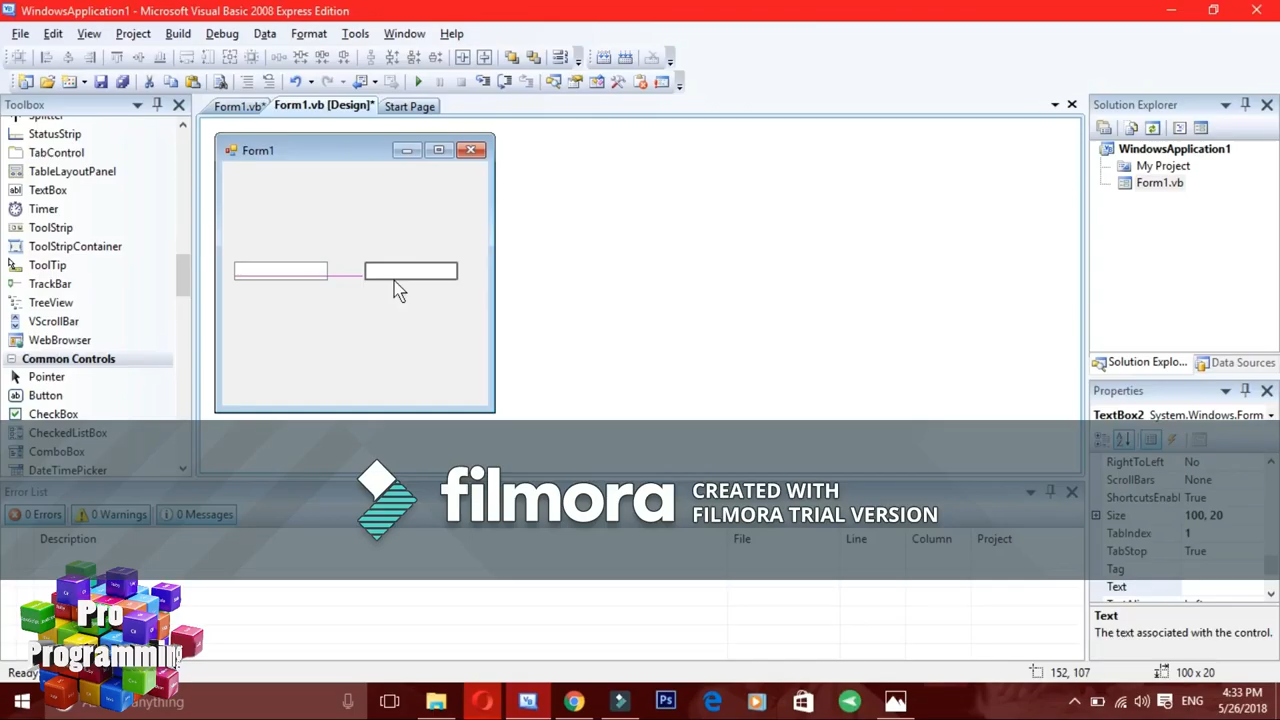 WindowsApplication1 - Microsoft Visual Basic 2008 Express Edition
File Edit View Project Build Debug Data Format Tools Window Help
Toolbox
Form1.vb* Form1.vb [Design]* Start Page
Solution Explorer
Splitter
StatusStrip
TabControl
TableLayoutPanel
TextBox
Timer
ToolStrip
ToolStripContainer
ToolTip
TrackBar
TreeView
VScrollBar
WebBrowser
Common Controls
Pointer
Button
CheckBox
CheckedListBox
ComboBox
DateTimePicker
Form1
WindowsApplication1
My Project
Form1.vb
Solution Explo... Data Sources
Properties
TextBox2 System.Windows.Form
RightToLeft No
ScrollBars None
ShortcutsEnabl True
Size 100, 20
TabIndex 1
TabStop True
Tag
Text
Text
The text associated with the control.
Error List
0 Errors 0 Warnings 0 Messages
Description File Line Column Project
filmora CREATED WITH
FILMORA TRIAL VERSION
Pro
Programming
Ready
152, 107 100 x 20
anything
Ps
ENG
4:33 PM
5/26/2018